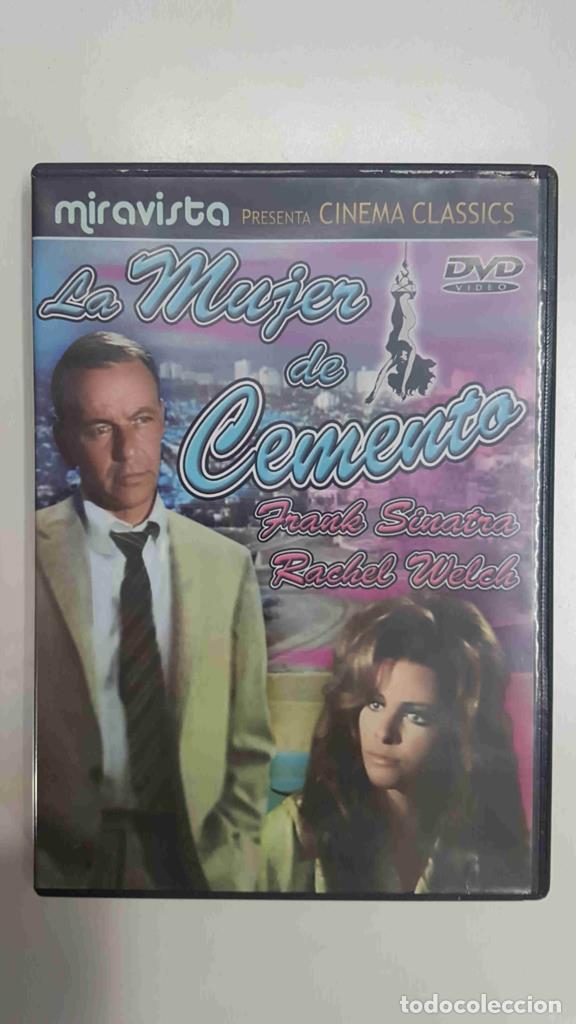 miravista PRESENTA CINEMA CLASSICS
La Mujer
de
Cemento
DVD
VIDEO
Frank Sinatra
Rachel Welch
todocoleccion